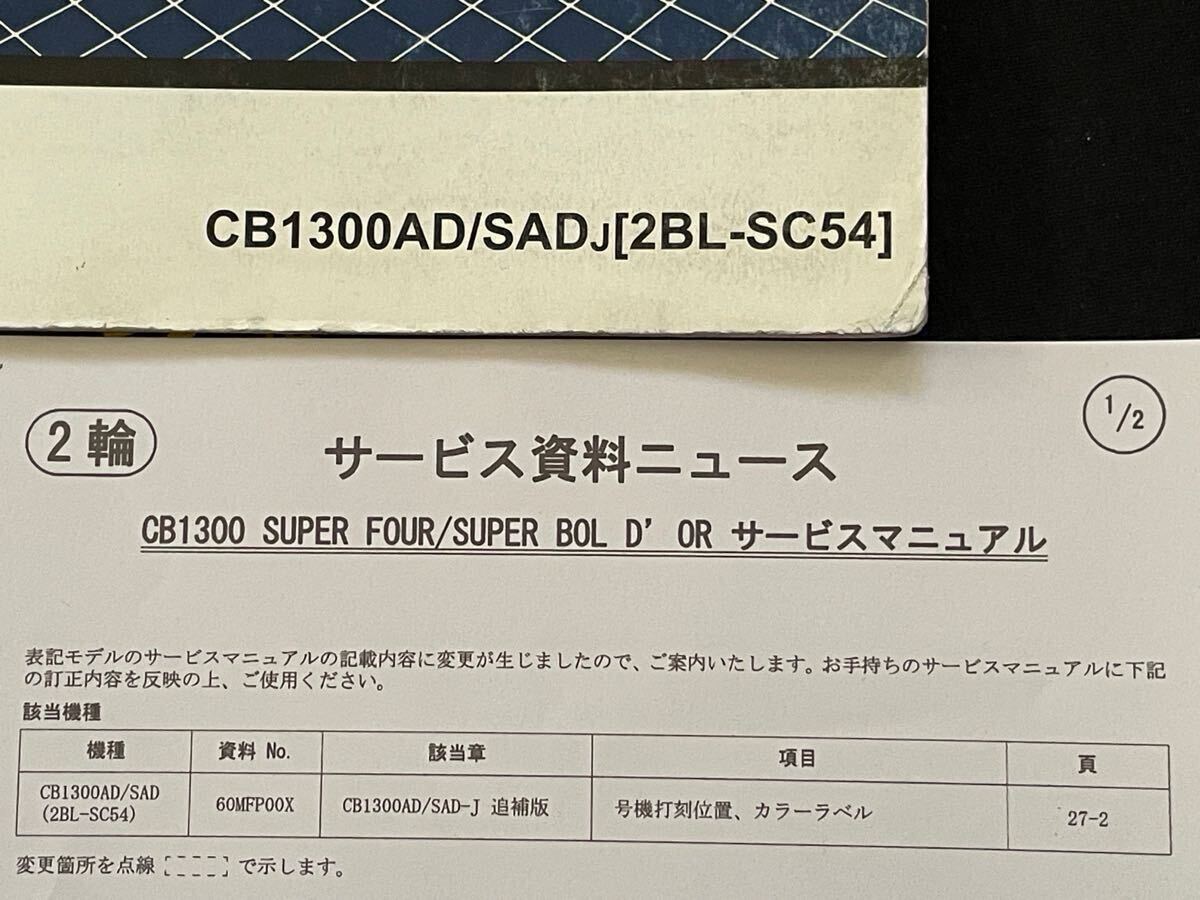 CB1300AD/SADJ[2BL-SC54]
2輪
サービス資料ニュース
1/2
CB1300 SUPER FOUR/SUPER BOL D' OR サービスマニュアル
表記モデルのサービスマニュアルの記載内容に変更が生じましたので、ご案内いたします。お手持ちのサービスマニュアルに下記
の訂正内容を反映の上、ご使用ください。
該当機種
機種 資料 No. 該当章 項目 頁
CB1300AD/SAD
(2BL-SC54)
60MFP00X CB1300AD/SAD-J 追補版 号機打刻位置、カラーラベル 27-2
変更箇所を点線 で示します。